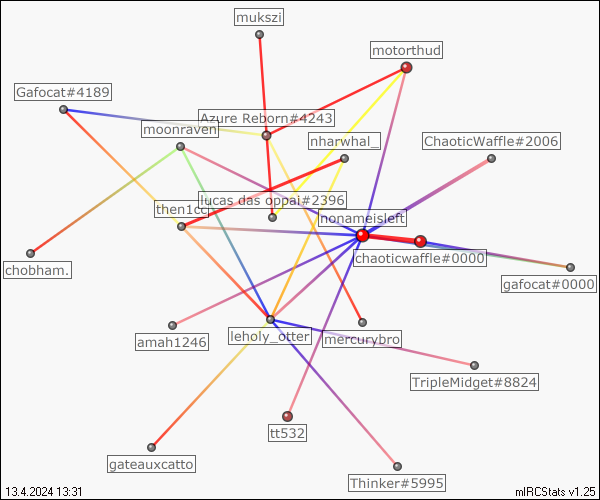 mukszi
motorthud
Gafocat#4189
Azure Reborn#4243
moonraven
nharwhal_
ChaoticWaffle#2006
lucas das oppai#2396
then1cc
nonameisleft
chaoticwaffle#0000
chobham.
gafocat#0000
amah1246
leholy_otter
mercurybro
TripleMidget#8824
tt532
gateauxcatto
Thinker#5995
13.4.2024 13:31
mIRCStats v1.25